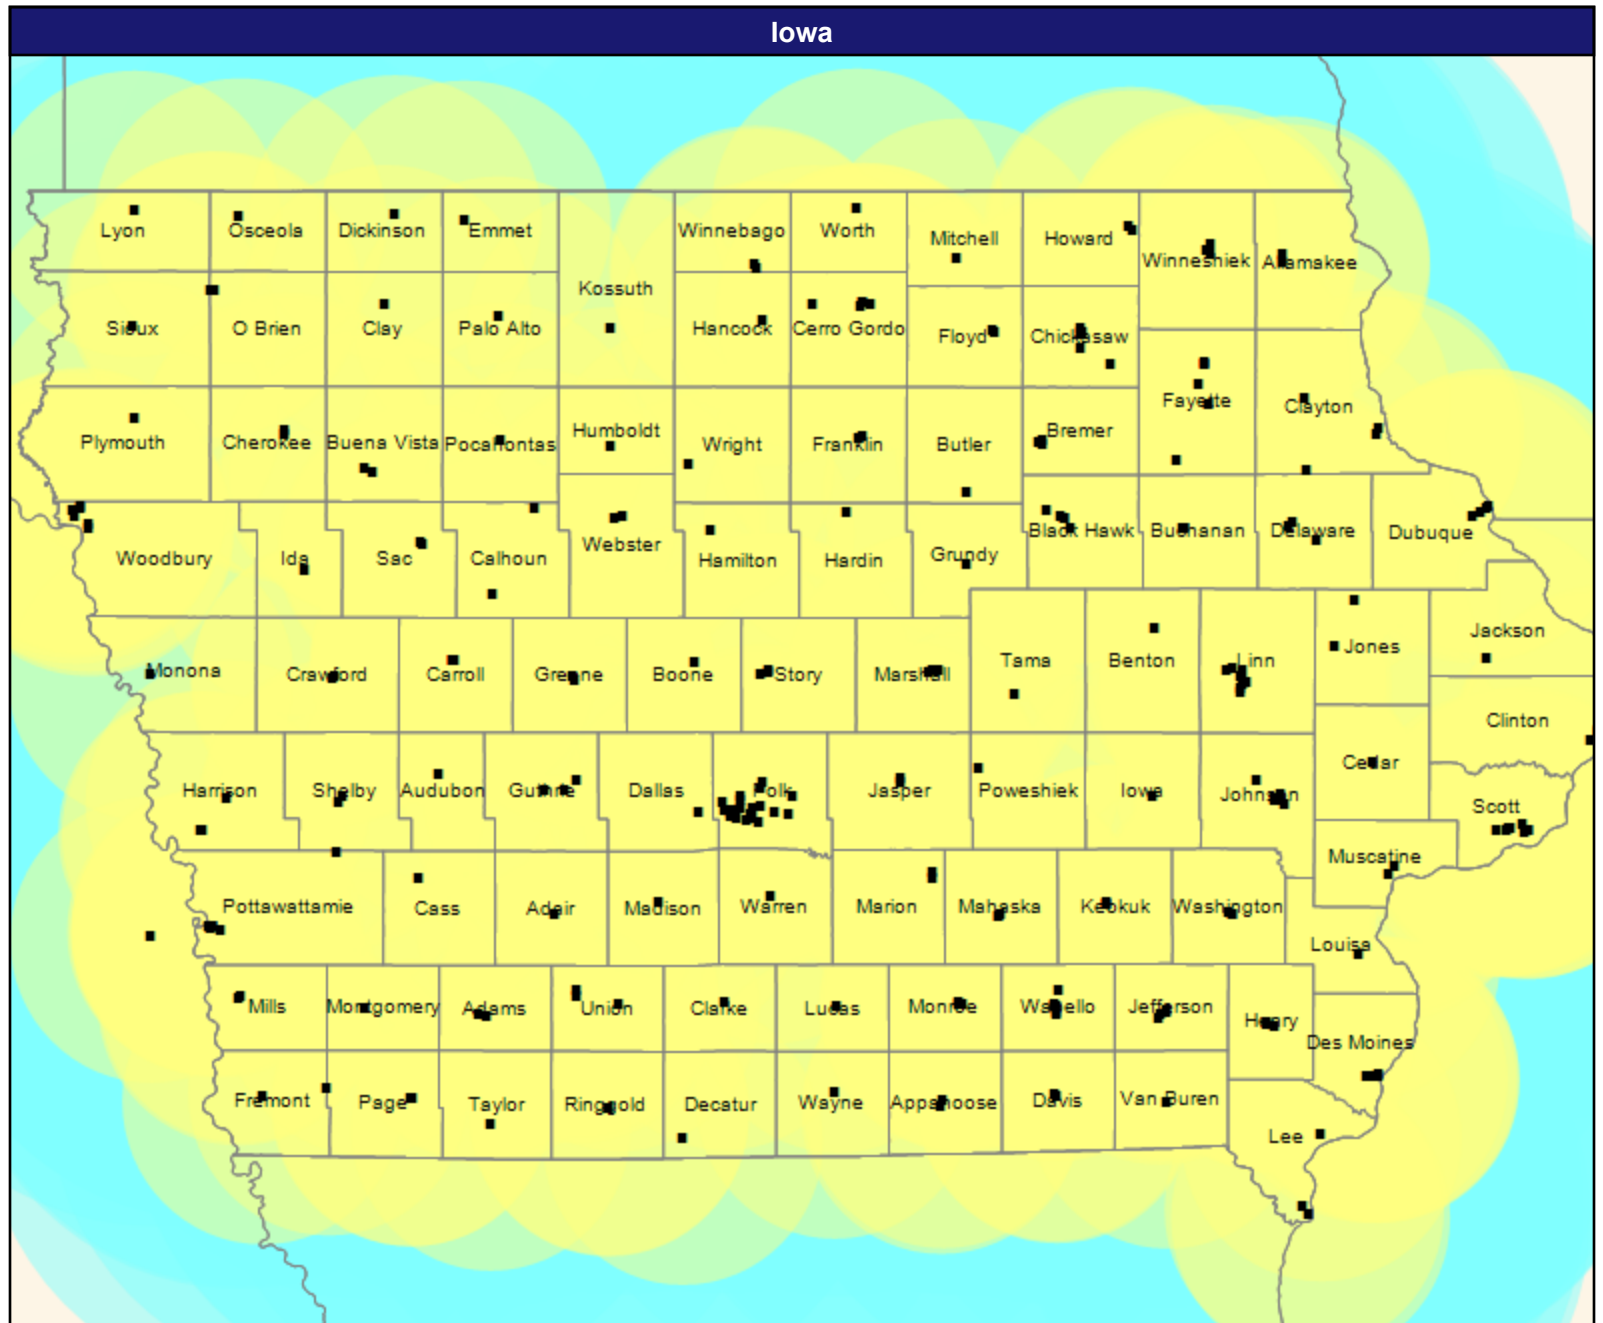 Iowa
Lyon
Osceola
Dickinson
Emmet
Winnebago
Worth
Mitchell
Howard
Winneshiek
Allamakee
Kossuth
Sioux
O Brien
Clay
Palo Alto
Hancock
Cerro Gordo
Floyd
Chickasaw
Fayette
Clayton
Plymouth
Cherokee
Buena Vista
Pocahontas
Humboldt
Wright
Franklin
Butler
Bremer
Woodbury
Ida
Sac
Calhoun
Webster
Hamilton
Hardin
Grundy
Black Hawk
Buchanan
Delaware
Dubuque
Monona
Crawford
Carroll
Greene
Boone
Story
Marshall
Tama
Benton
Linn
Jones
Jackson
Clinton
Harrison
Shelby
Audubon
Guthrie
Dallas
Polk
Jasper
Poweshiek
Iowa
Johnson
Cedar
Scott
Muscatine
Pottawattamie
Cass
Adair
Madison
Warren
Marion
Mahaska
Keokuk
Washington
Louisa
Mills
Montgomery
Adams
Union
Clarke
Lucas
Monroe
Wapello
Jefferson
Henry
Des Moines
Fremont
Page
Taylor
Ringgold
Decatur
Wayne
Appanoose
Davis
Van Buren
Lee